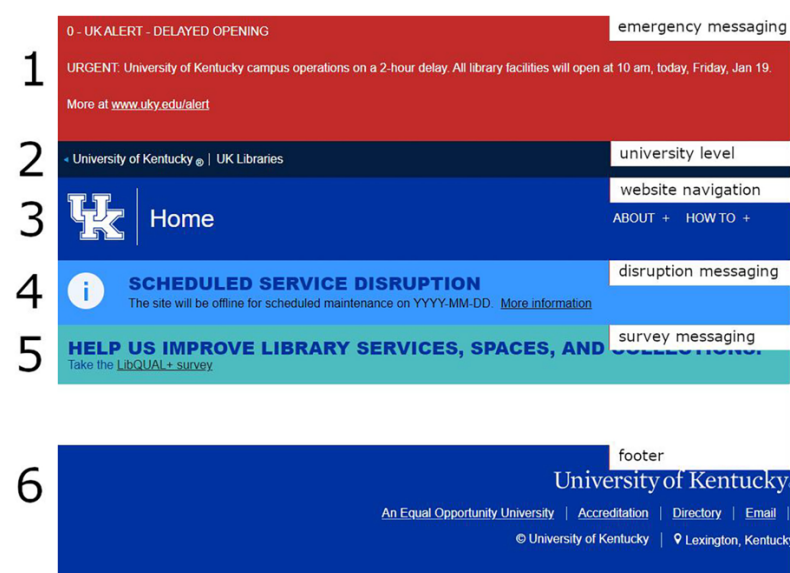 0 - UK ALERT - DELAYED OPENING
emergency messaging
1
URGENT: University of Kentucky campus operations on a 2-hour delay. All library facilities will open at 10 am, today, Friday, Jan 19.
More at www.uky.edu/alert
2
University of Kentucky ® | UK Libraries
university level
3
UK
Home
website navigation
ABOUT + HOW TO +
4
i
SCHEDULED SERVICE DISRUPTION
disruption messaging
The site will be offline for scheduled maintenance on YYYY-MM-DD. More information
5
HELP US IMPROVE LIBRARY SERVICES, SPACES, AND COLLECTIONS.
survey messaging
Take the LibQUAL+ survey
6
footer
University of Kentucky
An Equal Opportunity University | Accreditation | Directory | Email |
© University of Kentucky | Lexington, Kentucky